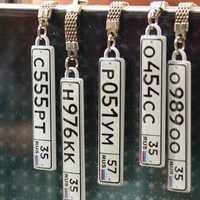 С555РТ 35 RUS
Н976КК 35 RUS
Р051УМ 57 RUS
О454СС 35 RUS
О989ОО 35 RUS